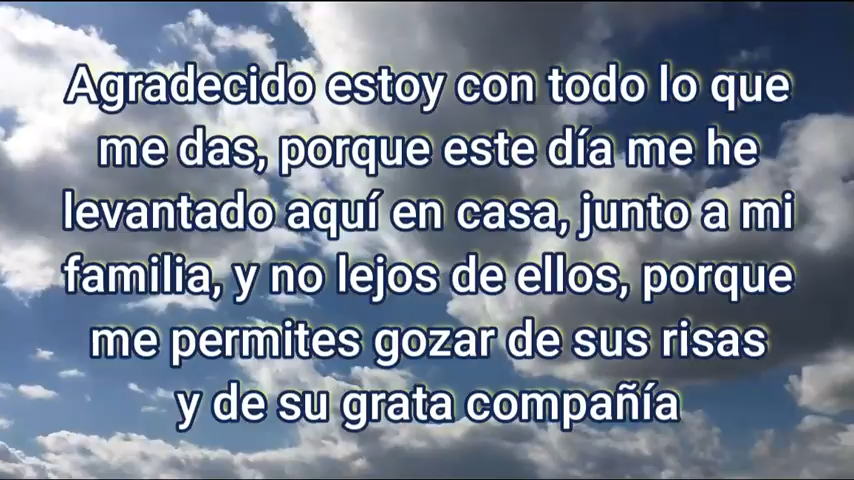 Agradecido estoy con todo lo que
me das, porque este día me he
levantado aquí en casa, junto a mi
familia, y no lejos de ellos, porque
me permites gozar de sus risas
y de su grata compañía